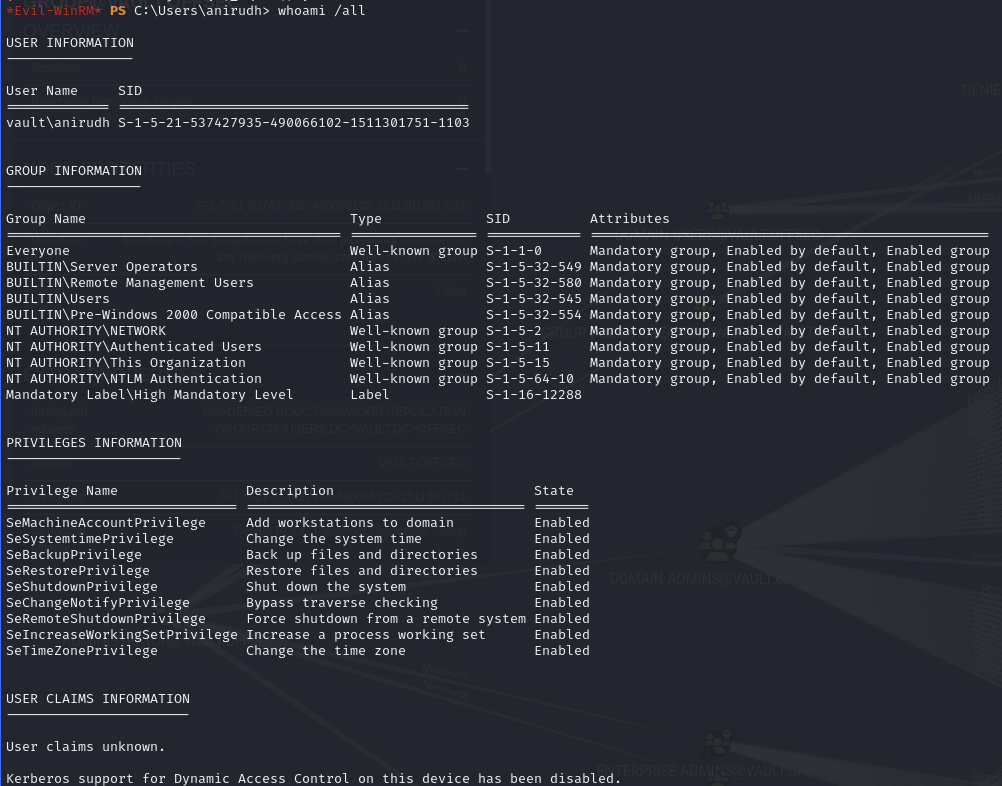 *Evil-WinRM* PS C:\Users\anirudh> whoami /all
USER INFORMATION
User Name SID
vault\anirudh S-1-5-21-537427935-490066102-1511301751-1103
GROUP INFORMATION
Group Name Type SID Attributes
Everyone Well-known group S-1-1-0 Mandatory group, Enabled by default, Enabled group
BUILTIN\Server Operators Alias S-1-5-32-549 Mandatory group, Enabled by default, Enabled group
BUILTIN\Remote Management Users Alias S-1-5-32-580 Mandatory group, Enabled by default, Enabled group
BUILTIN\Users Alias S-1-5-32-545 Mandatory group, Enabled by default, Enabled group
BUILTIN\Pre-Windows 2000 Compatible Access Alias S-1-5-32-554 Mandatory group, Enabled by default, Enabled group
NT AUTHORITY\NETWORK Well-known group S-1-5-2 Mandatory group, Enabled by default, Enabled group
NT AUTHORITY\Authenticated Users Well-known group S-1-5-11 Mandatory group, Enabled by default, Enabled group
NT AUTHORITY\This Organization Well-known group S-1-5-15 Mandatory group, Enabled by default, Enabled group
NT AUTHORITY\NTLM Authentication Well-known group S-1-5-64-10 Mandatory group, Enabled by default, Enabled group
Mandatory Label\High Mandatory Level Label S-1-16-12288
PRIVILEGES INFORMATION
Privilege Name Description State
SeMachineAccountPrivilege Add workstations to domain Enabled
SeSystemtimePrivilege Change the system time Enabled
SeBackupPrivilege Back up files and directories Enabled
SeRestorePrivilege Restore files and directories Enabled
SeShutdownPrivilege Shut down the system Enabled
SeChangeNotifyPrivilege Bypass traverse checking Enabled
SeRemoteShutdownPrivilege Force shutdown from a remote system Enabled
SeIncreaseWorkingSetPrivilege Increase a process working set Enabled
SeTimeZonePrivilege Change the time zone Enabled
USER CLAIMS INFORMATION
User claims unknown.
Kerberos support for Dynamic Access Control on this device has been disabled.